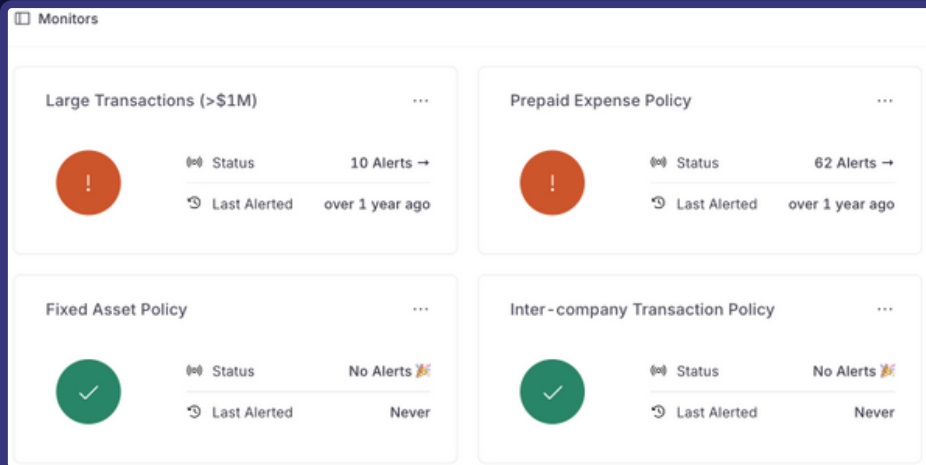 Monitors
Large Transactions (>$1M) ...
Prepaid Expense Policy ...
! Status 10 Alerts →
Last Alerted over 1 year ago
! Status 62 Alerts →
Last Alerted over 1 year ago
Fixed Asset Policy ...
Inter-company Transaction Policy ...
Status No Alerts 🎉
Last Alerted Never
Status No Alerts 🎉
Last Alerted Never